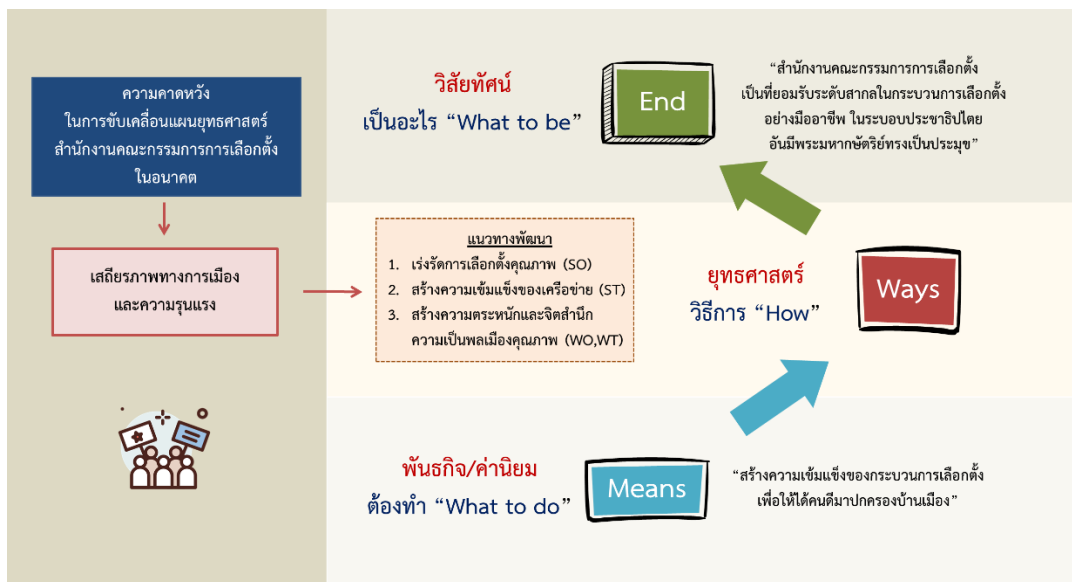 ความคาดหวัง
ในการขับเคลื่อนแผนยุทธศาสตร์
สำนักงานคณะกรรมการการเลือกตั้ง
ในอนาคต
เสถียรภาพทางการเมือง
และความรุนแรง
วิสัยทัศน์
เป็นอะไร “What to be”
End
“สำนักงานคณะกรรมการการเลือกตั้ง
เป็นที่ยอมรับระดับสากลในกระบวนการเลือกตั้ง
อย่างมืออาชีพ ในระบอบประชาธิปไตย
อันมีพระมหากษัตริย์ทรงเป็นประมุข”
แนวทางพัฒนา
1. เร่งรัดการเลือกตั้งคุณภาพ (SO)
2. สร้างความเข้มแข็งของเครือข่าย (ST)
3. สร้างความตระหนักและจิตสำนึก
ความเป็นพลเมืองคุณภาพ (WO,WT)
ยุทธศาสตร์
วิธีการ “How”
Ways
พันธกิจ/ค่านิยม
ต้องทำ “What to do”
Means
“สร้างความเข้มแข็งของกระบวนการเลือกตั้ง
เพื่อให้ได้คนดีมาปกครองบ้านเมือง”